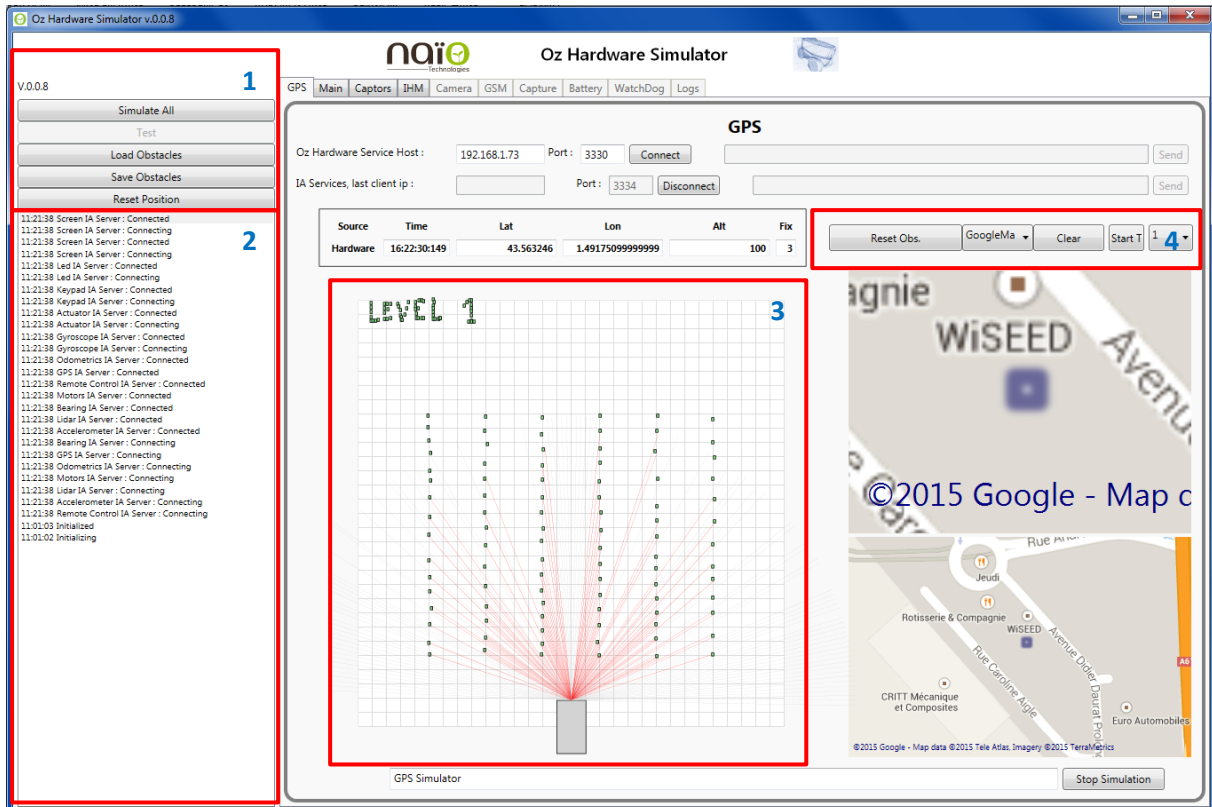 Oz Hardware Simulator v.0.0.8
naïo
Technologies
Oz Hardware Simulator
1
V.0.0.8
Simulate All
Test
Load Obstacles
Save Obstacles
Reset Position
2
11:21:38 Screen IA Server : Connected
11:21:38 Screen IA Server : Connecting
11:21:38 Screen IA Server : Connected
11:21:38 Screen IA Server : Connecting
11:21:38 Led IA Server : Connected
11:21:38 Led IA Server : Connecting
11:21:38 Keypad IA Server : Connected
11:21:38 Keypad IA Server : Connecting
11:21:38 Actuator IA Server : Connected
11:21:38 Actuator IA Server : Connecting
11:21:38 Gyroscope IA Server : Connected
11:21:38 Gyroscope IA Server : Connecting
11:21:38 Odometrics IA Server : Connected
11:21:38 GPS IA Server : Connected
11:21:38 Remote Control IA Server : Connected
11:21:38 Motors IA Server : Connected
11:21:38 Bearing IA Server : Connected
11:21:38 Lidar IA Server : Connected
11:21:38 Accelerometer IA Server : Connected
11:21:38 Bearing IA Server : Connecting
11:21:38 GPS IA Server : Connecting
11:21:38 Odometrics IA Server : Connecting
11:21:38 Motors IA Server : Connecting
11:21:38 Lidar IA Server : Connecting
11:21:38 Accelerometer IA Server : Connecting
11:21:38 Remote Control IA Server : Connecting
11:01:03 Initialized
11:01:02 Initializing
GPS Main Captors IHM Camera GSM Capture Battery WatchDog Logs
GPS
Oz Hardware Service Host : 192.168.1.73 Port : 3330 Connect Send
IA Services, last client ip : Port : 3334 Disconnect Send
Source Time Lat Lon Alt Fix
Hardware 16:22:30:149 43.563246 1.49175099999999 100 3
Reset Obs. GoogleMa Clear Start T 1
4
LEVEL 1
3
agnie
WiSEED
Avenu
©2015 Google - Map d
Jeudi
Rotisserie & Compagnie
WiSEED
Avenue Didier Daurat
Rue Caroline Aigle
A6
CRITT Mécanique
et Composites
Euro Automobiles
©2015 Google - Map data ©2015 Tele Atlas, Imagery ©2015 TerraMetrics
GPS Simulator
Stop Simulation